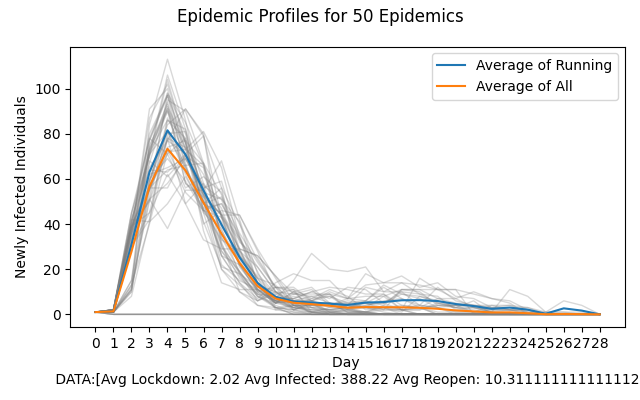 Epidemic Profiles for 50 Epidemics
Average of Running
Average of All
Newly Infected Individuals
100
80
60
40
20
0
0 1 2 3 4 5 6 7 8 9 10 11 12 13 14 15 16 17 18 19 20 21 22 23 24 25 26 27 28
Day
DATA:[Avg Lockdown: 2.02 Avg Infected: 388.22 Avg Reopen: 10.311111111111112